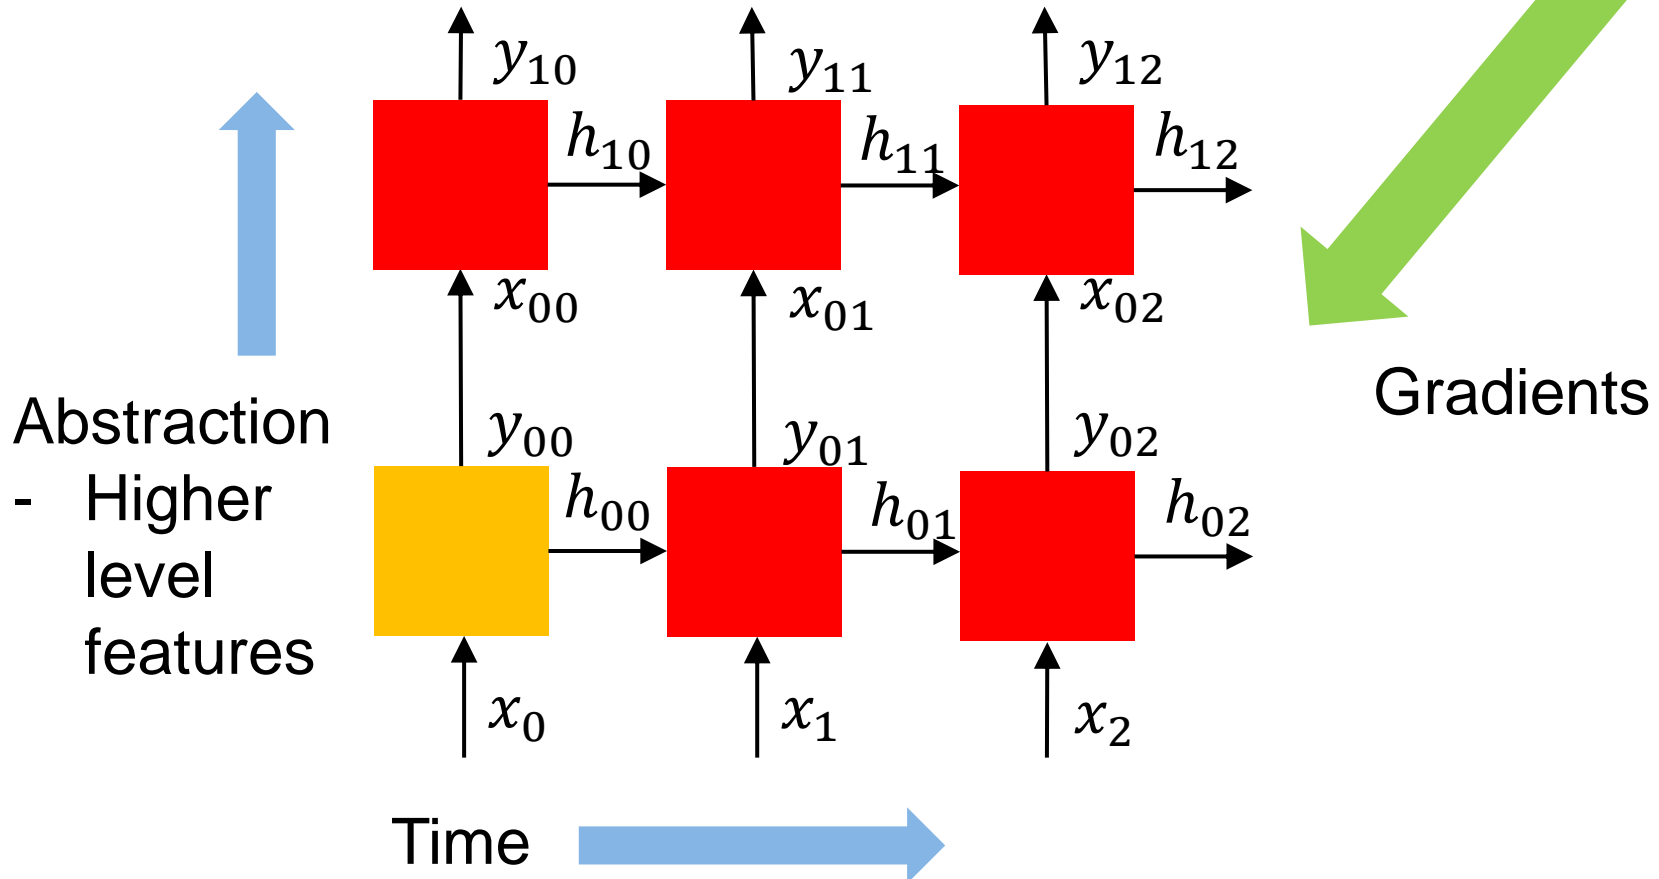 y₁₀ y₁₁ y₁₂
h₁₀ h₁₁ h₁₂
x₀₀ x₀₁ x₀₂
Gradients
Abstraction
- Higher
level
features
y₀₀ y₀₁ y₀₂
h₀₀ h₀₁ h₀₂
x₀ x₁ x₂
Time